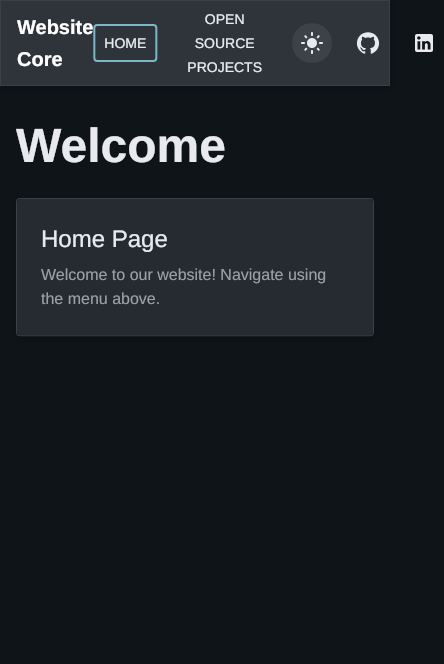 Website
Core
HOME
OPEN
SOURCE
PROJECTS
Welcome
Home Page
Welcome to our website! Navigate using
the menu above.